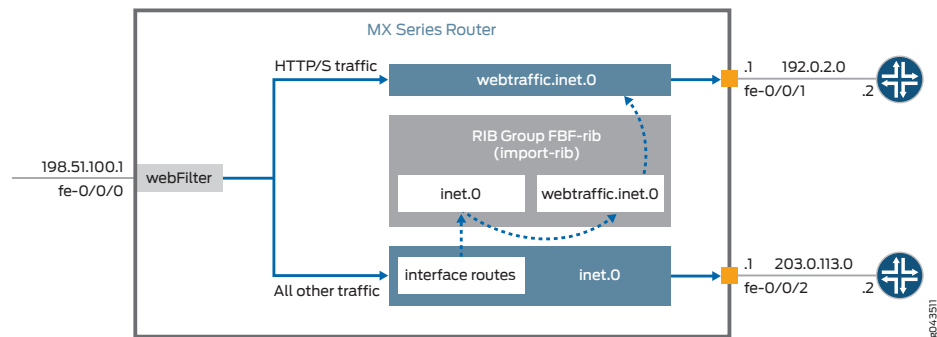 MX Series Router
HTTP/S traffic
webtraffic.inet.0
.1 192.0.2.0
fe-0/0/1 .2
RIB Group FBF-rib
(import-rib)
198.51.100.1
fe-0/0/0
webFilter
inet.0
webtraffic.inet.0
interface routes
inet.0
All other traffic
.1 203.0.113.0
fe-0/0/2 .2
g043511